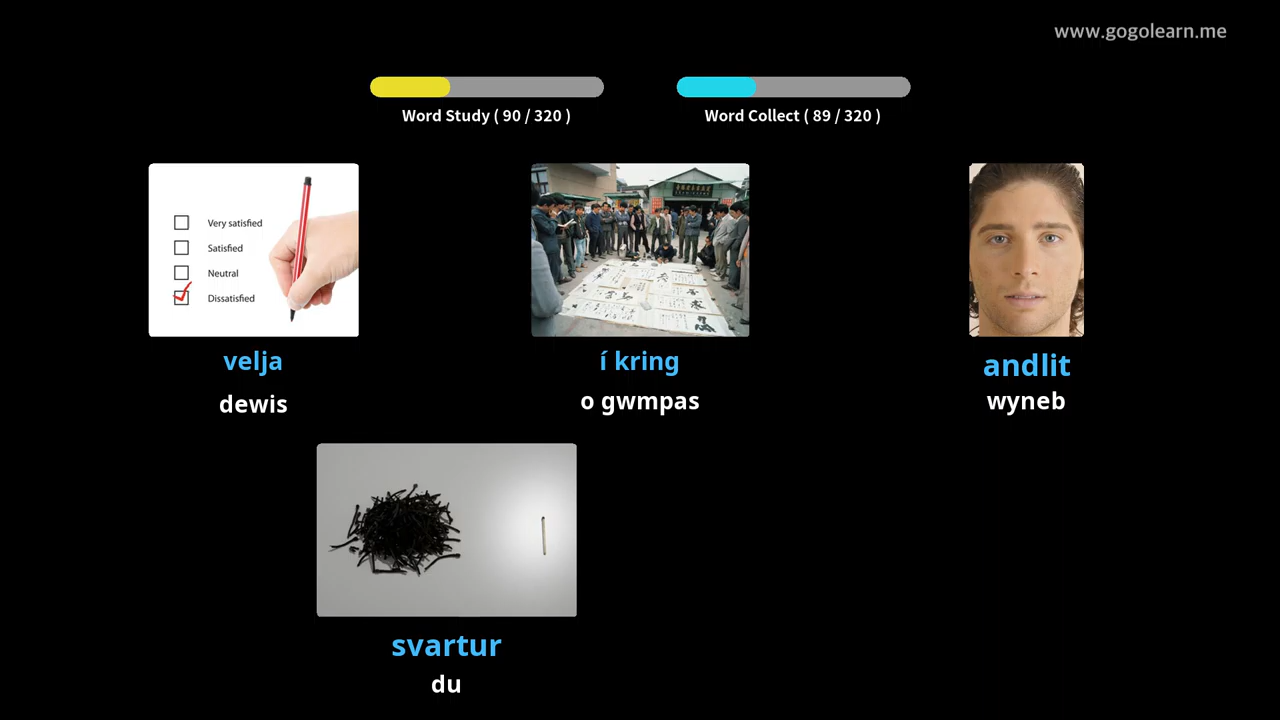 www.gogolearn.me
Word Study ( 90 / 320 )
Word Collect ( 89 / 320 )
Very satisfied
Satisfied
Neutral
Dissatisfied
velja
í kring
andlit
dewis
o gwmpas
wyneb
svartur
du